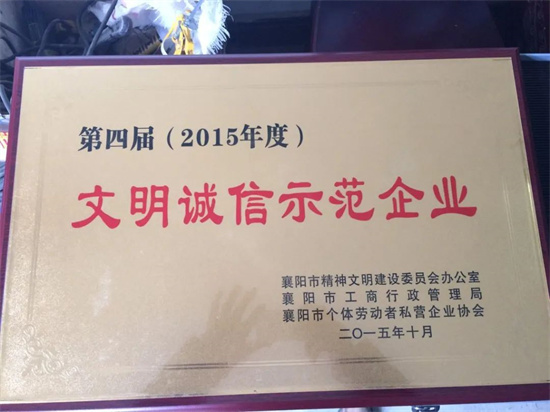 第四届（2015年度）
文明诚信示范企业
襄阳市精神文明建设委员会办公室
襄阳市工商行政管理局
襄阳市个体劳动者私营企业协会
二〇一五年十月